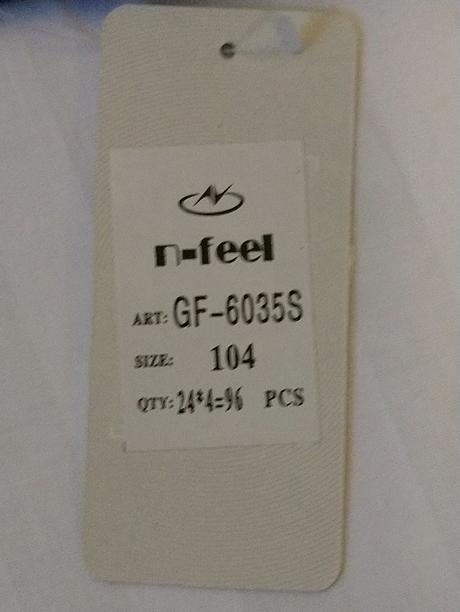 n-feel
ART: GF-6035S
SIZE: 104
QTY: 24*4=96 PCS